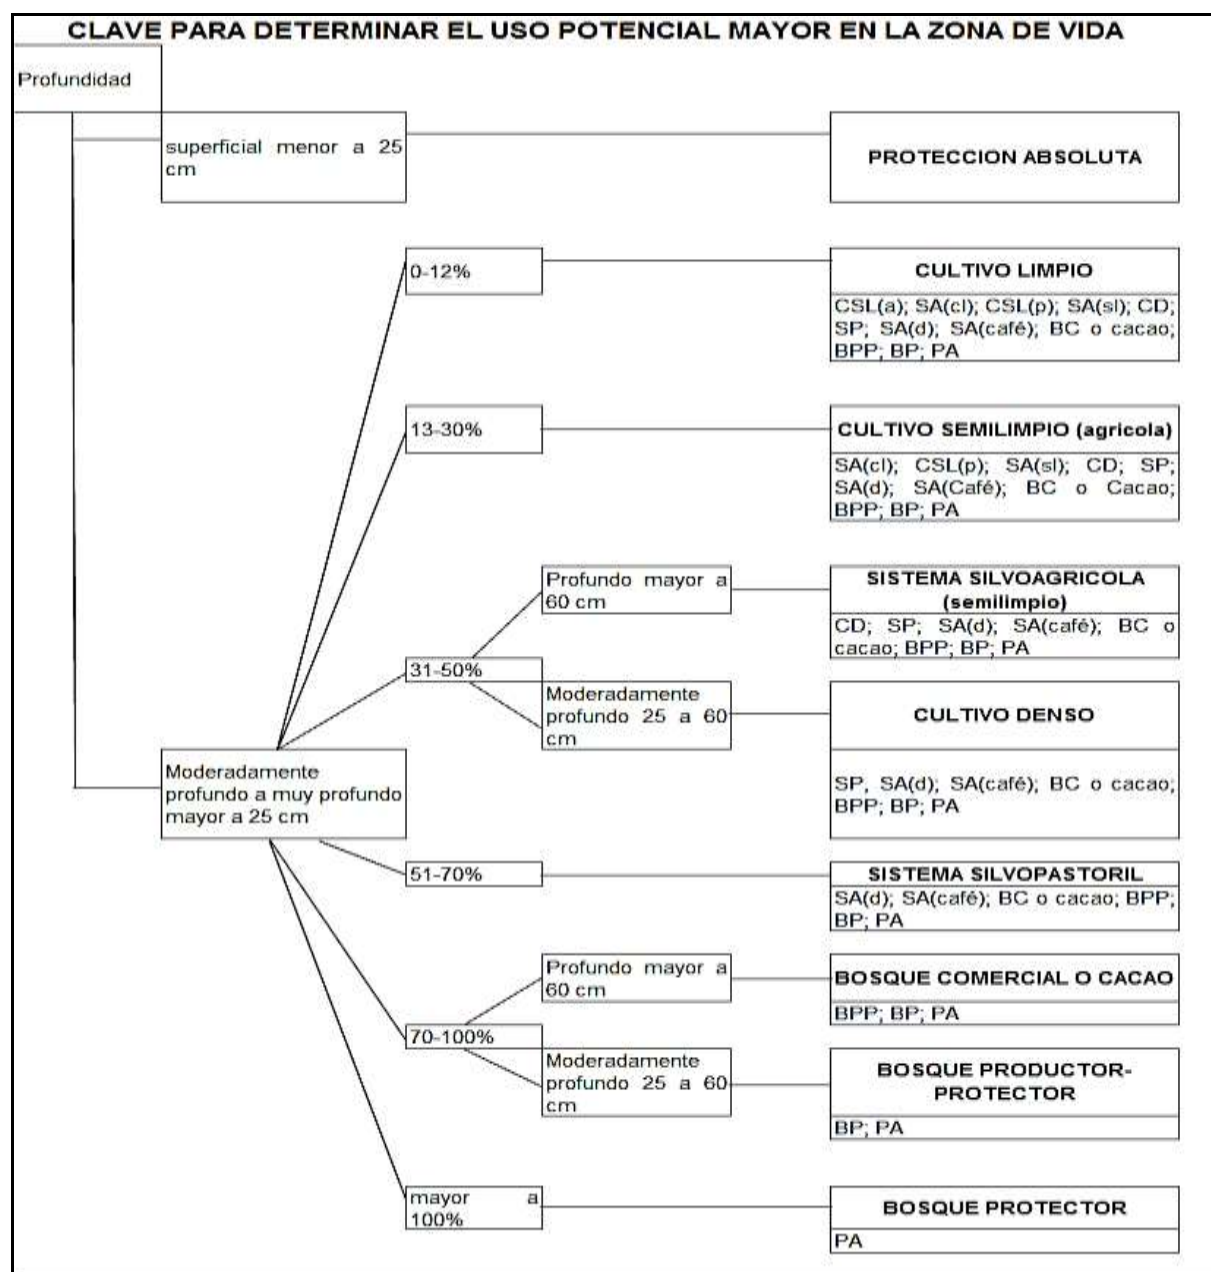 CLAVE PARA DETERMINAR EL USO POTENCIAL MAYOR EN LA ZONA DE VIDA
Profundidad
superficial menor a 25
cm
PROTECCION ABSOLUTA
0-12%
CULTIVO LIMPIO
CSL(a); SA(cl); CSL(p); SA(sl); CD;
SP; SA(d); SA(café); BC o cacao;
BPP; BP; PA
13-30%
CULTIVO SEMILIMPIO (agricola)
SA(cl); CSL(p); SA(sl); CD; SP;
SA(d); SA(Café); BC o Cacao;
BPP; BP; PA
Profundo mayor a
60 cm
SISTEMA SILVOAGRICOLA
(semilimpio)
CD; SP; SA(d); SA(café); BC o
cacao; BPP; BP; PA
31-50%
Moderadamente
profundo 25 a 60
cm
CULTIVO DENSO
SP, SA(d); SA(café); BC o cacao;
BPP; BP; PA
Moderadamente
profundo a muy profundo
mayor a 25 cm
51-70%
SISTEMA SILVOPASTORIL
SA(d); SA(café); BC o cacao; BPP;
BP; PA
Profundo mayor a
60 cm
BOSQUE COMERCIAL O CACAO
BPP; BP; PA
70-100%
Moderadamente
profundo 25 a 60
cm
BOSQUE PRODUCTOR-
PROTECTOR
BP; PA
mayor a
100%
BOSQUE PROTECTOR
PA